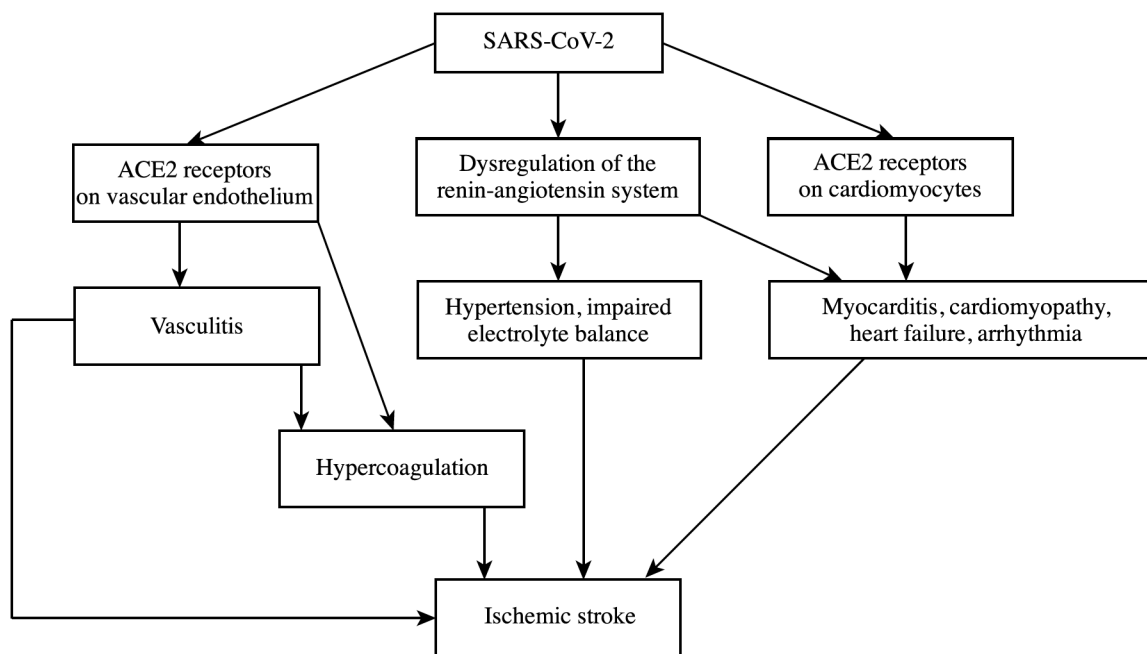 SARS-CoV-2
ACE2 receptors
on vascular endothelium
Dysregulation of the
renin-angiotensin system
ACE2 receptors
on cardiomyocytes
Vasculitis
Hypertension, impaired
electrolyte balance
Myocarditis, cardiomyopathy,
heart failure, arrhythmia
Hypercoagulation
Ischemic stroke